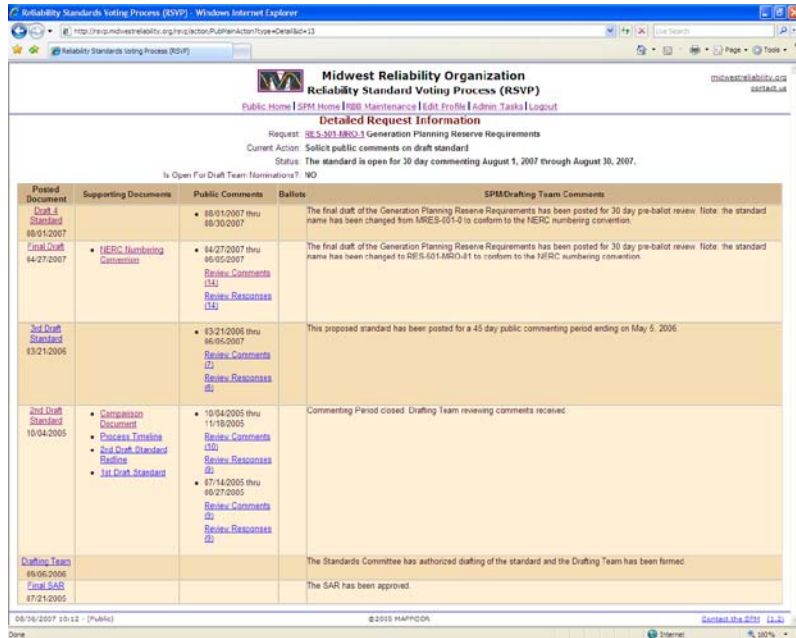 Reliability Standards Voting Process (RSVP) - Windows Internet Explorer
Live Search
Reliability Standards Voting Process (RSVP)
Page
Tools
Midwest Reliability Organization
Reliability Standard Voting Process (RSVP)
midwestreliability.org
contact us
Public Home | SPM Home | RBB Maintenance | Edit Profile | Admin Tasks | Logout
Detailed Request Information
Request: RES-501-MRO-1 Generation Planning Reserve Requirements
Current Action: Solicit public comments on draft standard
Status: The standard is open for 30 day commenting August 1, 2007 through August 30, 2007.
Is Open For Draft Team Nominations?: NO
Posted Document Supporting Documents Public Comments Ballots SPM/Drafting Team Comments
Draft 4 Standard
08/01/2007
08/01/2007 thru 08/30/2007
The final draft of the Generation Planning Reserve Requirements has been posted for 30 day pre-ballot review. Note: the standard
name has been changed from MRES-001-0 to conform to the NERC numbering convention.
Final Draft
04/27/2007
NERC Numbering Convention
04/27/2007 thru 06/05/2007
Review Comments (14)
Review Responses (14)
The final draft of the Generation Planning Reserve Requirements has been posted for 30 day pre-ballot review. Note: the standard
name has been changed to RES-501-MRO-01 to conform to the NERC numbering convention.
3rd Draft Standard
03/21/2006
03/21/2006 thru 06/05/2007
Review Comments (7)
Review Responses
This proposed standard has been posted for a 45 day public commenting period ending on May 5, 2006.
2nd Draft Standard
10/04/2005
Comparison Document
Process Timeline
2nd Draft Standard Redline
1st Draft Standard
10/04/2005 thru 11/18/2005
Review Comments (10)
Review Responses
07/14/2005 thru 08/27/2005
Review Comments
Review Responses
Commenting Period closed. Drafting Team reviewing comments received.
Drafting Team
09/06/2006
The Standards Committee has authorized drafting of the standard and the Drafting Team has been formed.
Final SAR
07/21/2005
The SAR has been approved.
08/06/2007 10:12 - (Public)
©2005 MAPPCOR
Contact the SPM (1.2)
Done
Internet
100%